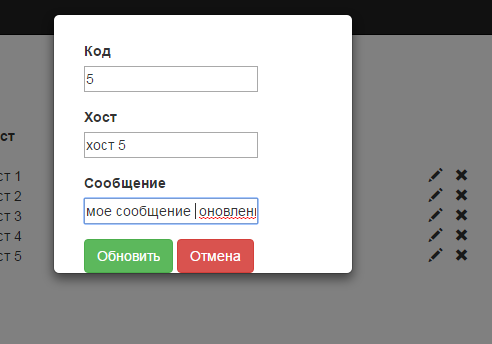 Код
5
Хост
хост 5
Сообщение
мое сообщение оновлен
Обновить Отмена
ст
ст 1
ст 2
ст 3
ст 4
ст 5